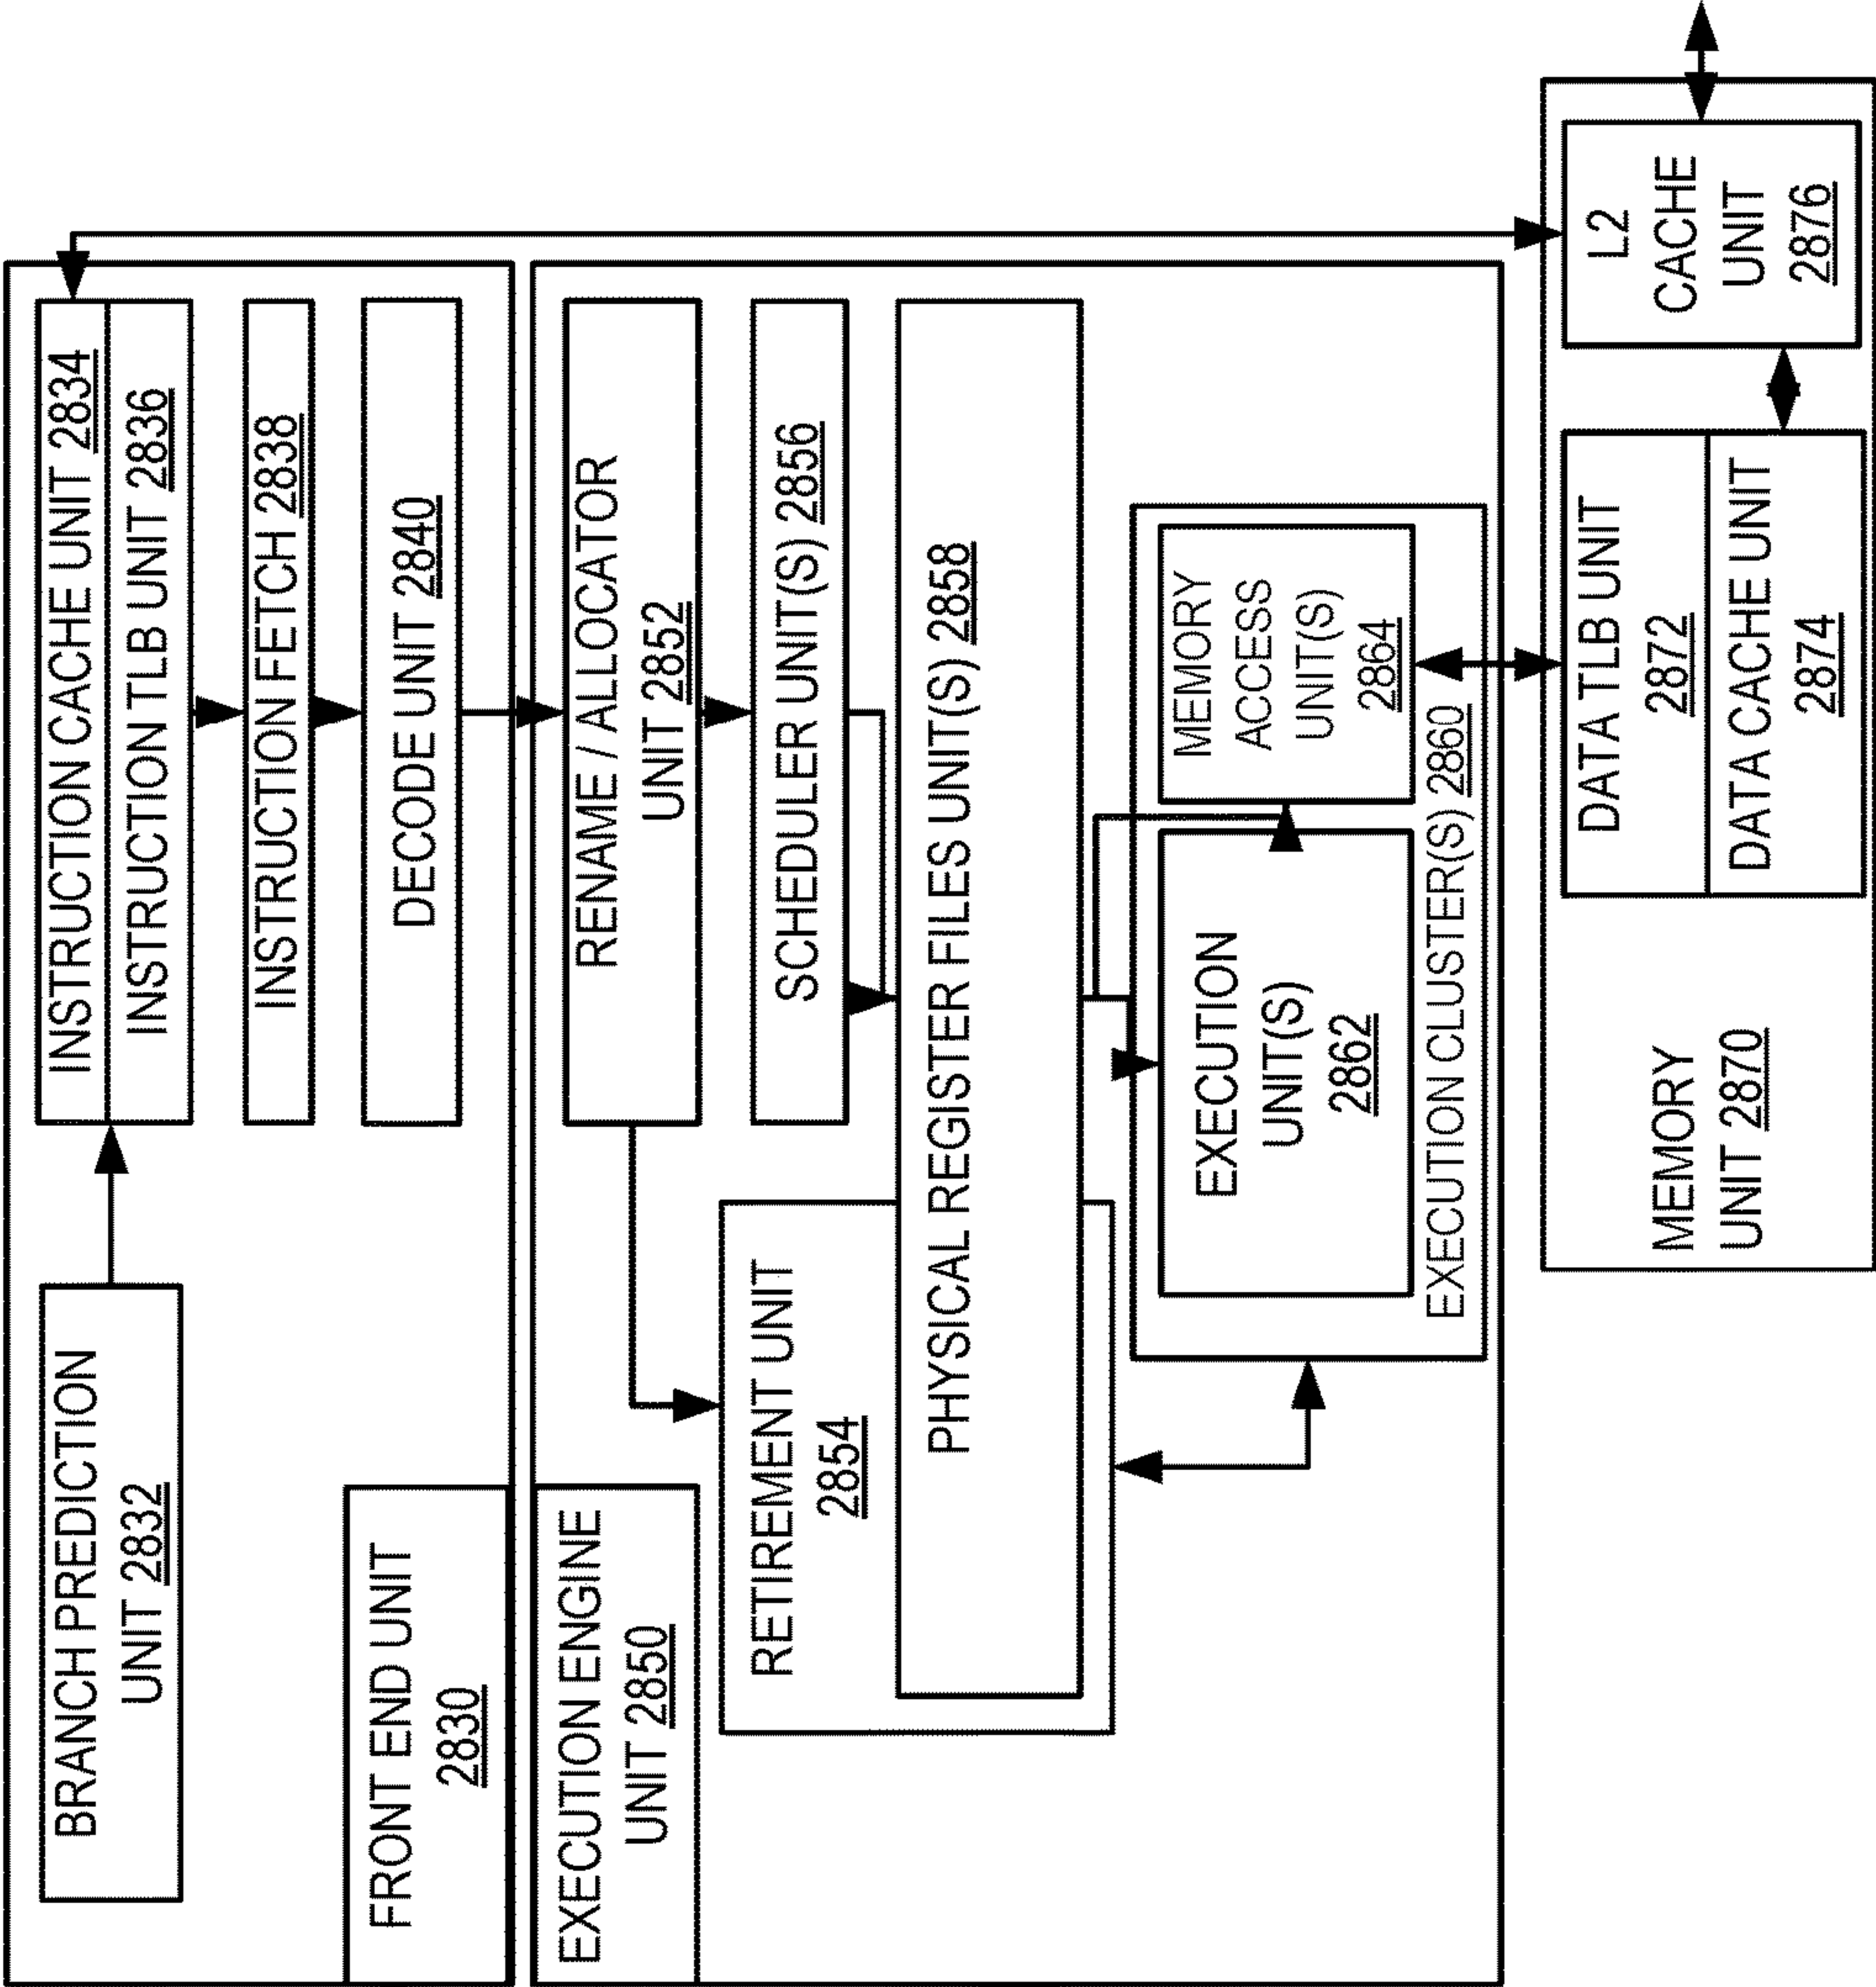 BRANCH PREDICTION
UNIT 2832
INSTRUCTION CACHE UNIT 2834
INSTRUCTION TLB UNIT 2836
INSTRUCTION FETCH 2838
DECODE UNIT 2840
FRONT END UNIT
2830
EXECUTION ENGINE
UNIT 2850
RENAME / ALLOCATOR
UNIT 2852
RETIREMENT UNIT
2854
SCHEDULER UNIT(S) 2856
PHYSICAL REGISTER FILES UNIT(S) 2858
EXECUTION
UNIT(S)
2862
MEMORY
ACCESS
UNIT(S)
2864
EXECUTION CLUSTER(S) 2860
MEMORY
UNIT 2870
DATA TLB UNIT
2872
DATA CACHE UNIT
2874
L2
CACHE
UNIT
2876